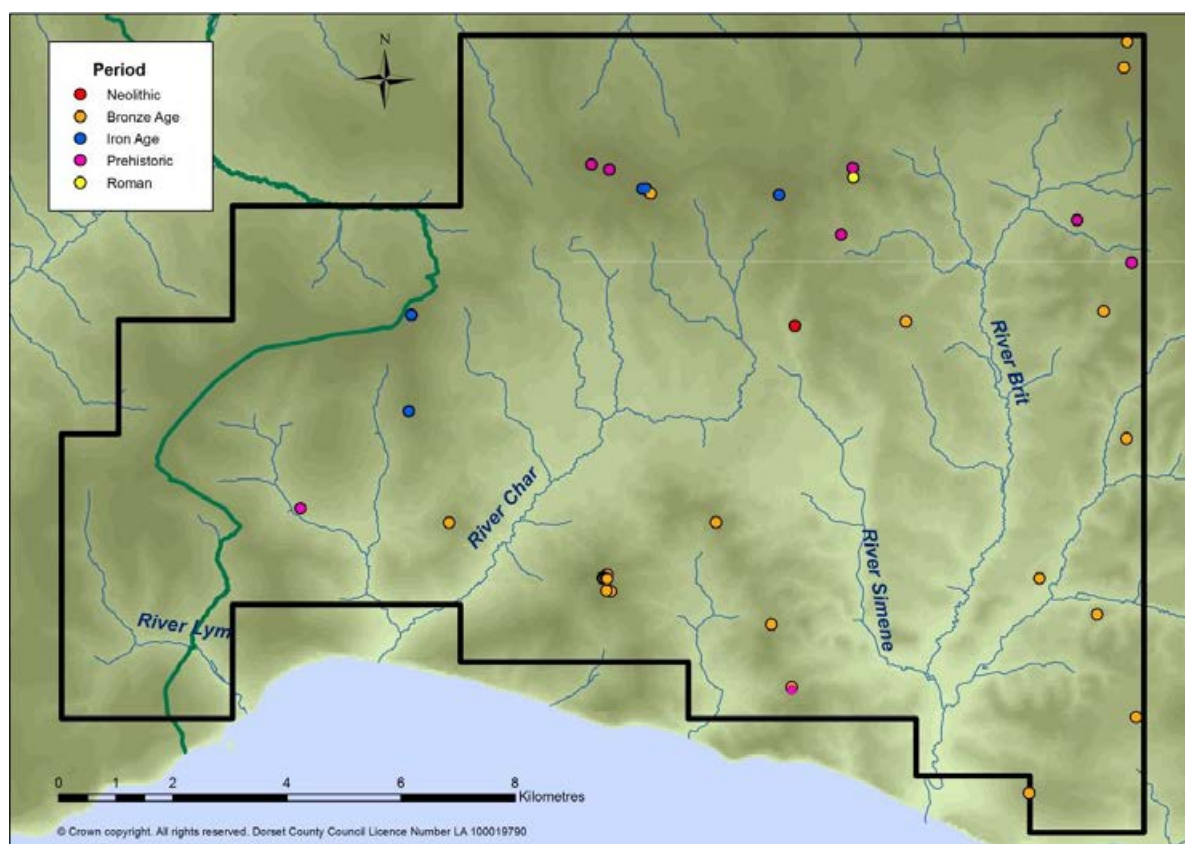 N
Period
Neolithic
Bronze Age
Iron Age
Prehistoric
Roman
River Brit
River Char
River Simene
River Lym
0 1 2 4 6 8
Kilometres
© Crown copyright. All rights reserved. Dorset County Council Licence Number LA 100019790